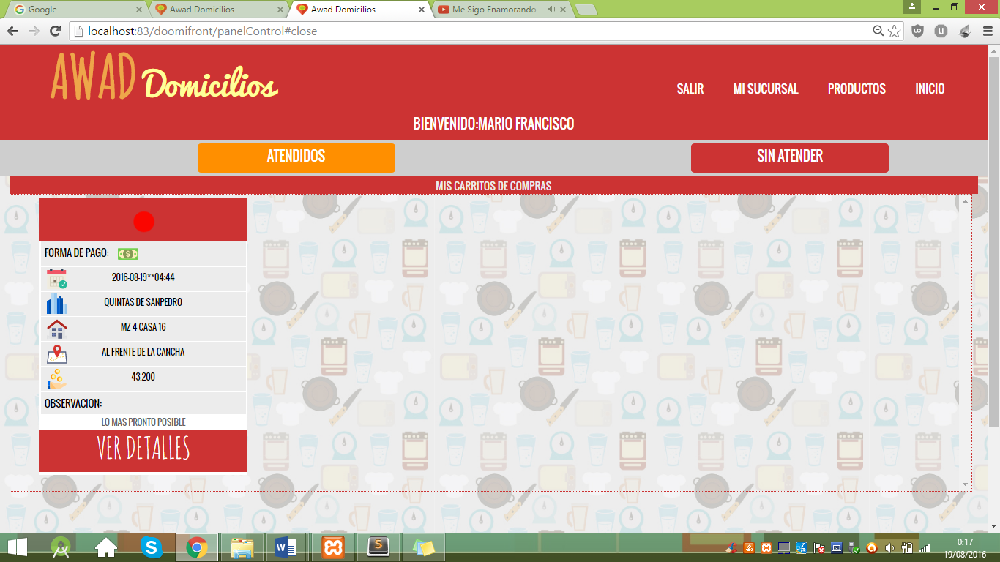 Google
Awad Domicilios
Awad Domicilios
Me Sigo Enamorando
localhost:83/doomifront/panelControl#close
AWAD Domicilios
SALIR MI SUCURSAL PRODUCTOS INICIO
BIENVENIDO:MARIO FRANCISCO
ATENDIDOS SIN ATENDER
MIS CARRITOS DE COMPRAS
FORMA DE PAGO:
2016-08-19**04:44
QUINTAS DE SANPEDRO
MZ 4 CASA 16
AL FRENTE DE LA CANCHA
43.200
OBSERVACION:
LO MAS PRONTO POSIBLE
VER DETALLES
0:17
19/08/2016